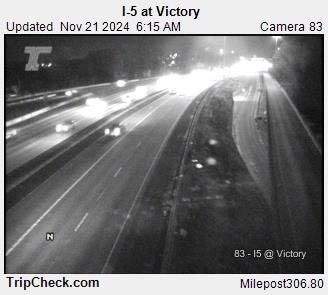 I-5 at Victory
Updated  Nov 21 2024  6:15 AM
Camera 83
T
N
83 - I5 @ Victory
TripCheck.com
Milepost306.80